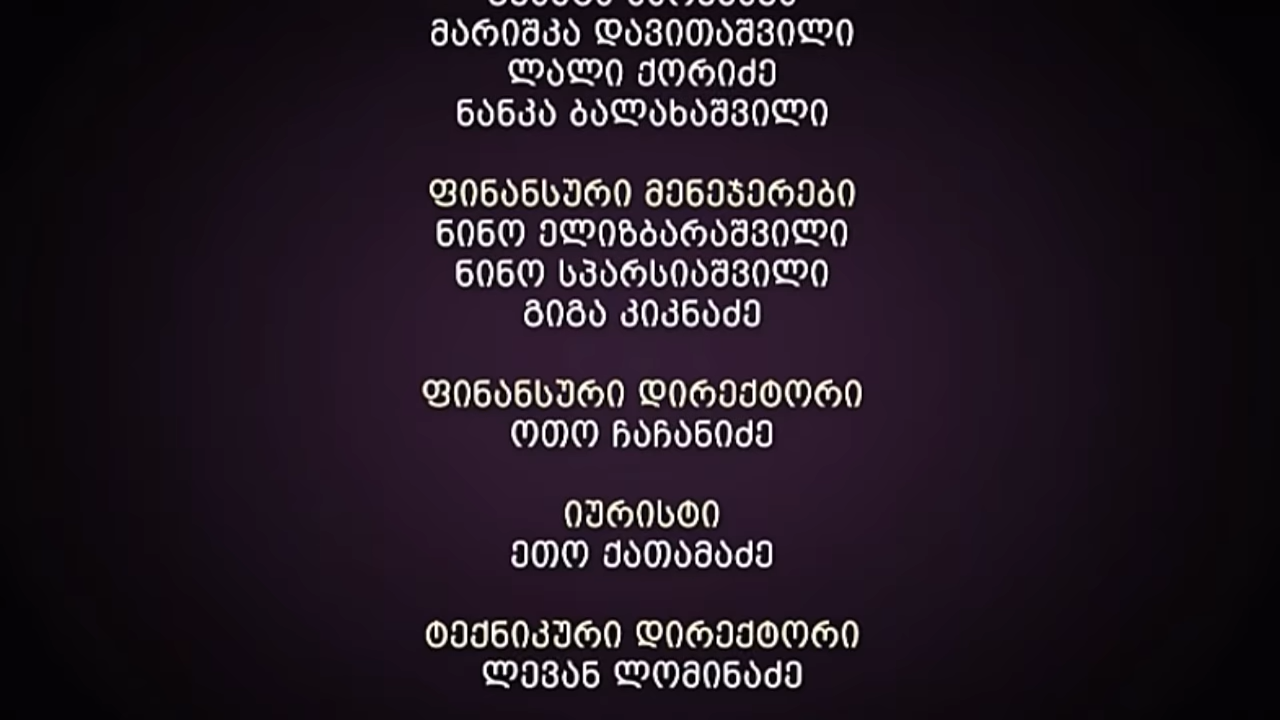 მარიშკა დავითაშვილი
ლალი ქორიძე
ნანკა ბალახაშვილი
ფინანსური მენეჯერები
ნინო ელიზბარაშვილი
ნინო სპარსიაშვილი
გიგა კიკნაძე
ფინანსური დირექტორი
ოთო ჩაჩანიძე
იურისტი
ეთო ქათამაძე
ტექნიკური დირექტორი
ლევან ლომინაძე